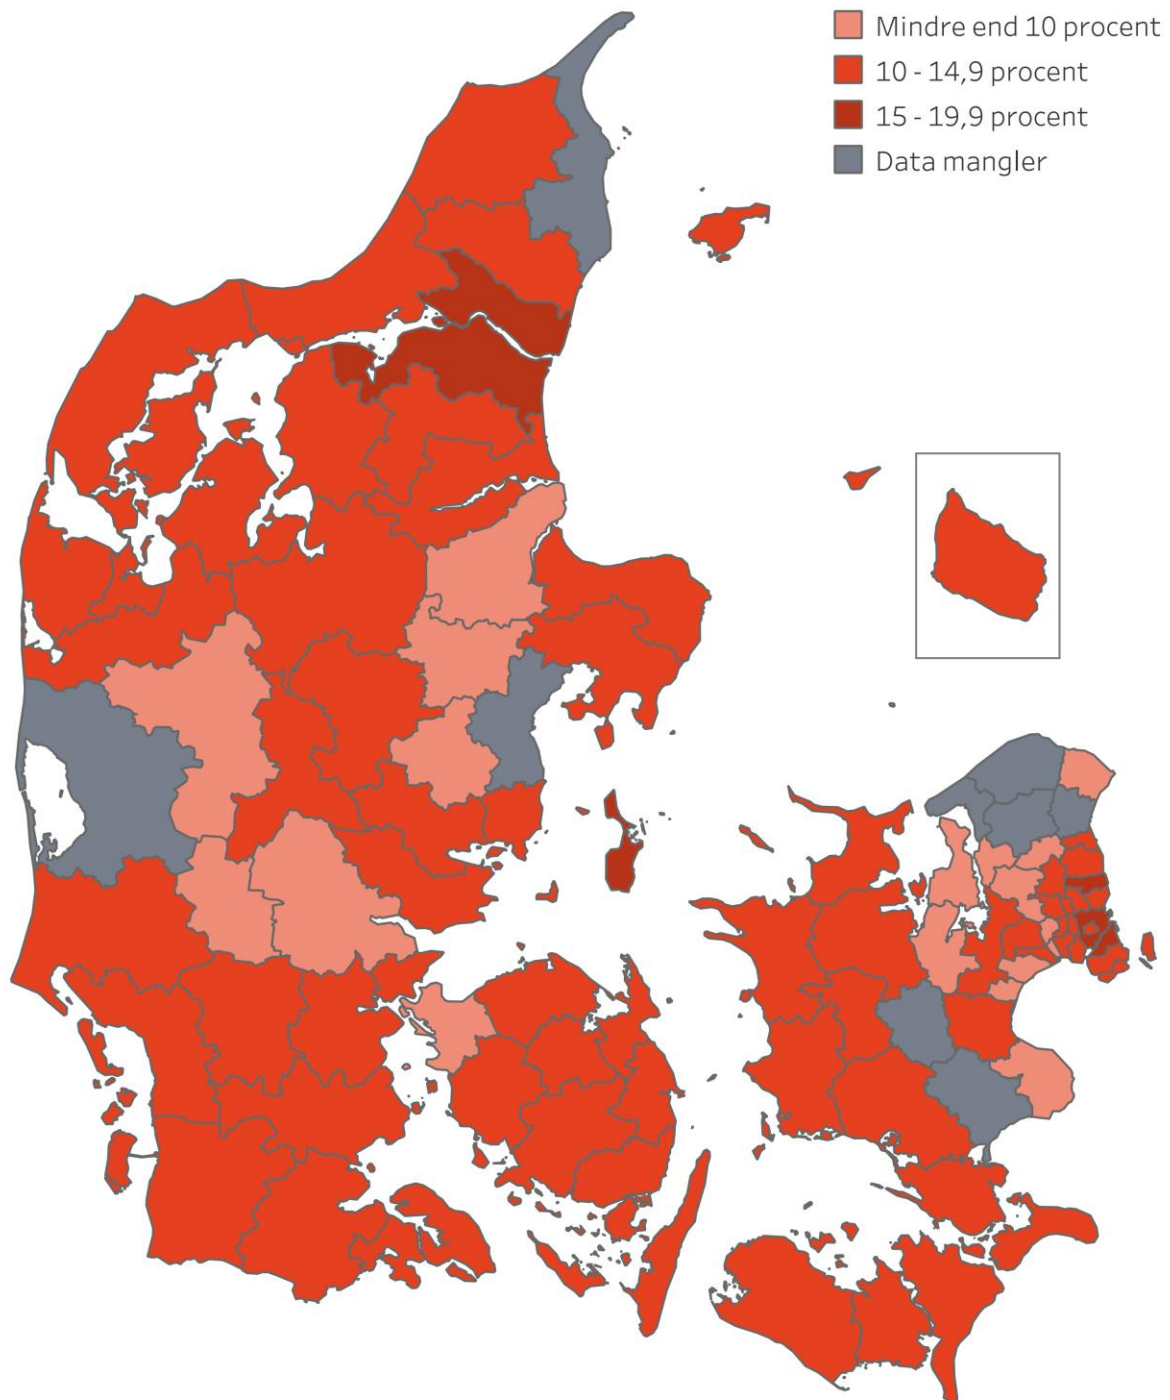 Mindre end 10 procent
10 - 14,9 procent
15 - 19,9 procent
Data mangler